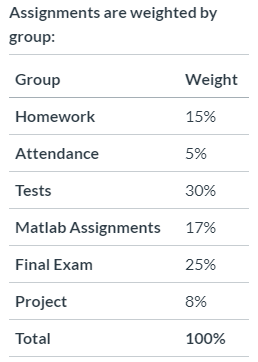 Assignments are weighted by
group:
Group Weight
Homework 15%
Attendance 5%
Tests 30%
Matlab Assignments 17%
Final Exam 25%
Project 8%
Total 100%